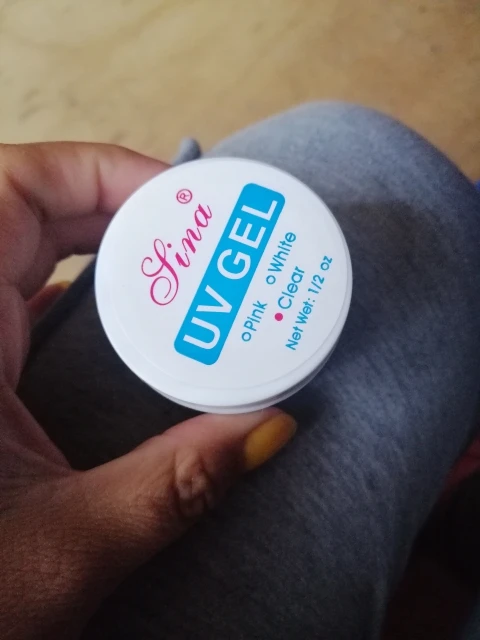 Sina®
UV GEL
o Pink o White
● Clear
Net Wet: 1/2 oz